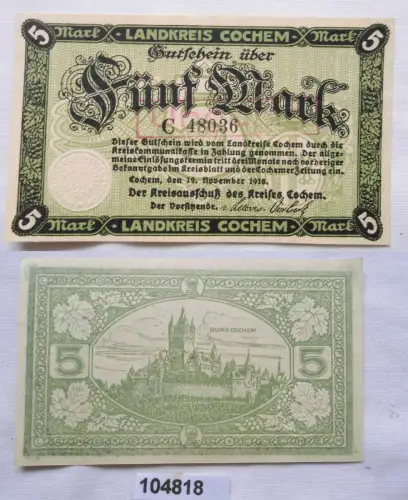 5 Mark LANDKREIS COCHEM Mark 5
Gutschein über
Fünf Mark
C 48036
Dieser Gutschein wird vom Landkreise Cochem durch die
Kreiskommunalkasse in Zahlung genommen. Der allge-
meine Einlösungstermin tritt drei Monate nach vorheriger
Bekanntgabe im Kreisblatt und der Cochemer Zeitung ein.
Cochem, den 19. November 1918.
Der Kreisausschuß des Kreises Cochem.
Der Vorsitzende.
5 Mark LANDKREIS COCHEM Mark 5
BURG COCHEM
5 5
104818